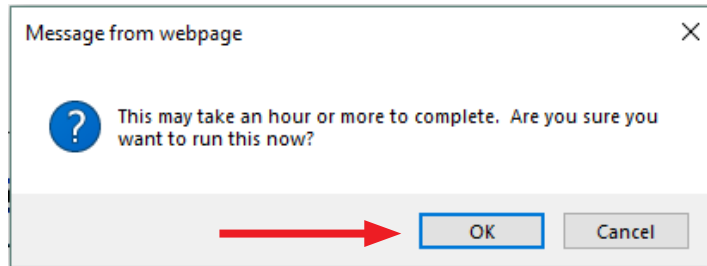 Message from webpage
This may take an hour or more to complete.  Are you sure you
want to run this now?
OK
Cancel